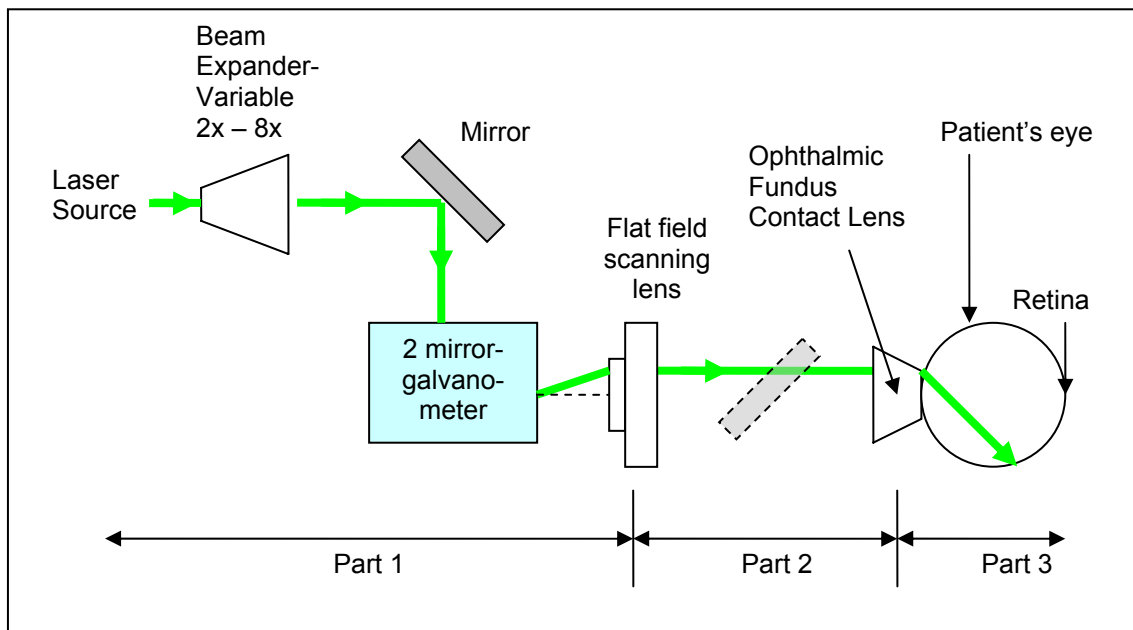 Beam
Expander-
Variable
2x – 8x
Mirror
Patient's eye
Laser
Source
Ophthalmic
Fundus
Contact Lens
Flat field
scanning
lens
Retina
2 mirror-
galvano-
meter
Part 1
Part 2
Part 3